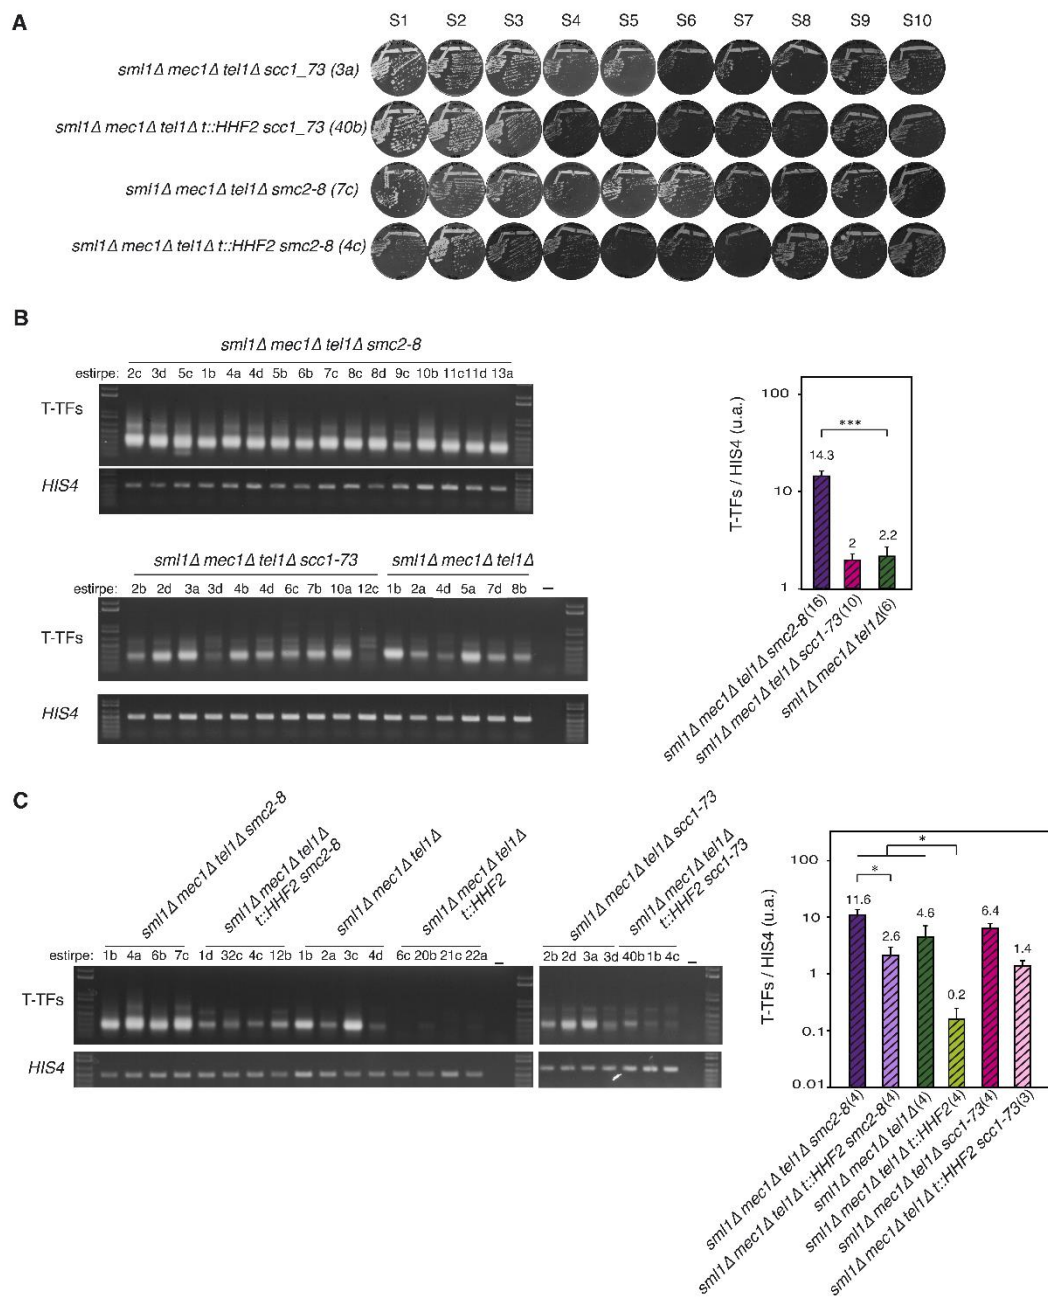 A
S1 S2 S3 S4 S5 S6 S7 S8 S9 S10
sml1Δ mec1Δ tel1Δ scc1_73 (3a)
sml1Δ mec1Δ tel1Δ t::HHF2 scc1_73 (40b)
sml1Δ mec1Δ tel1Δ smc2-8 (7c)
sml1Δ mec1Δ tel1Δ t::HHF2 smc2-8 (4c)
B
sml1Δ mec1Δ tel1Δ smc2-8
estirpe: 2c 3d 5c 1b 4a 4d 5b 6b 7c 8c 8d 9c 10b 11c 11d 13a
T-TFs
HIS4
sml1Δ mec1Δ tel1Δ scc1-73 sml1Δ mec1Δ tel1Δ
estirpe: 2b 2d 3a 3d 4b 4d 6c 7b 10a 12c 1b 2a 4d 5a 7d 8b –
T-TFs
HIS4
T-TFs / HIS4 (u.a.)
100
10
1
***
14.3
2
2.2
sml1Δ mec1Δ tel1Δ smc2-8(16)
sml1Δ mec1Δ tel1Δ scc1-73(10)
sml1Δ mec1Δ tel1Δ(6)
C
sml1Δ mec1Δ tel1Δ smc2-8
sml1Δ mec1Δ tel1Δ
t::HHF2 smc2-8
sml1Δ mec1Δ tel1Δ
sml1Δ mec1Δ tel1Δ
t::HHF2
sml1Δ mec1Δ tel1Δ scc1-73
sml1Δ mec1Δ tel1Δ
t::HHF2 scc1-73
estirpe: 1b 4a 6b 7c 1d 32c 4c 12b 1b 2a 3c 4d 6c 20b 21c 22a – 2b 2d 3a 3d 40b 1b 4c –
T-TFs
HIS4
T-TFs / HIS4 (u.a.)
100
10
1
0.1
0.01
*
*
11.6
2.6
4.6
0.2
6.4
1.4
sml1Δ mec1Δ tel1Δ smc2-8(4)
sml1Δ mec1Δ tel1Δ t::HHF2 smc2-8(4)
sml1Δ mec1Δ tel1Δ(4)
sml1Δ mec1Δ tel1Δ t::HHF2(4)
sml1Δ mec1Δ tel1Δ scc1-73(4)
sml1Δ mec1Δ tel1Δ t::HHF2 scc1-73(3)